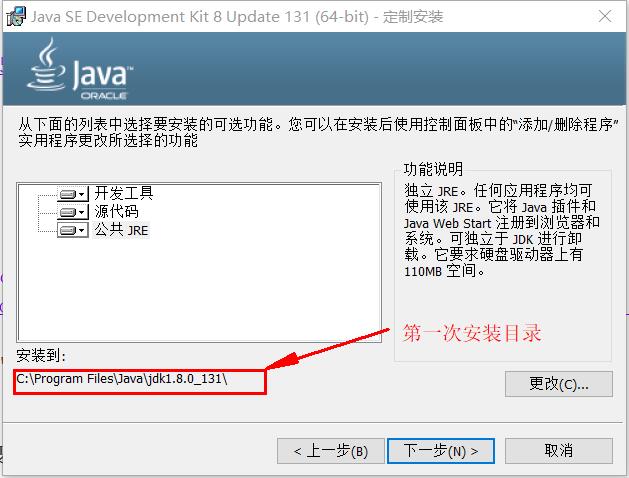 Java SE Development Kit 8 Update 131 (64-bit) - 定制安装
Java™
ORACLE
从下面的列表中选择要安装的可选功能。您可以在安装后使用控制面板中的“添加/删除程序”
实用程序更改所选择的功能
开发工具
源代码
公共 JRE
功能说明
独立 JRE。任何应用程序均可
使用该 JRE。它将 Java 插件和
Java Web Start 注册到浏览器和
系统。可独立于 JDK 进行卸
载。它要求硬盘驱动器上有
110MB 空间。
第一次安装目录
安装到:
C:\Program Files\Java\jdk1.8.0_131\
更改(C)...
< 上一步(B)
下一步(N) >
取消